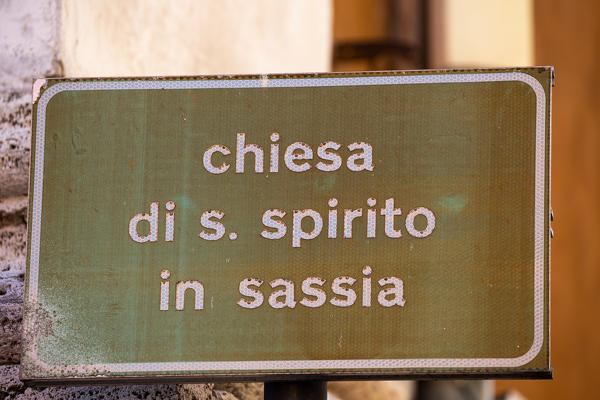 chiesa
di s. spirito
in sassia